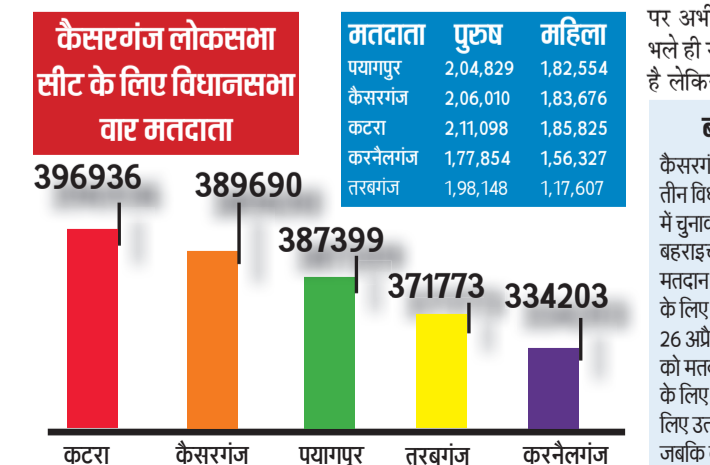 कैसरगंज लोकसभा
सीट के लिए विधानसभा
वार मतदाता
मतदाता पुरुष महिला
पयागपुर 2,04,829 1,82,554
कैसरगंज 2,06,010 1,83,676
कटरा 2,11,098 1,85,825
करनैलगंज 1,77,854 1,56,327
तरबगंज 1,98,148 1,17,607
396936
389690
387399
371773
334203
कटरा कैसरगंज पयागपुर तरबगंज करनैलगंज
पर
भले ही
है
कैसरगं
तीन
में
बहराइच
मतदान
के लिए
26
को
के लिए
लिए
जबकि